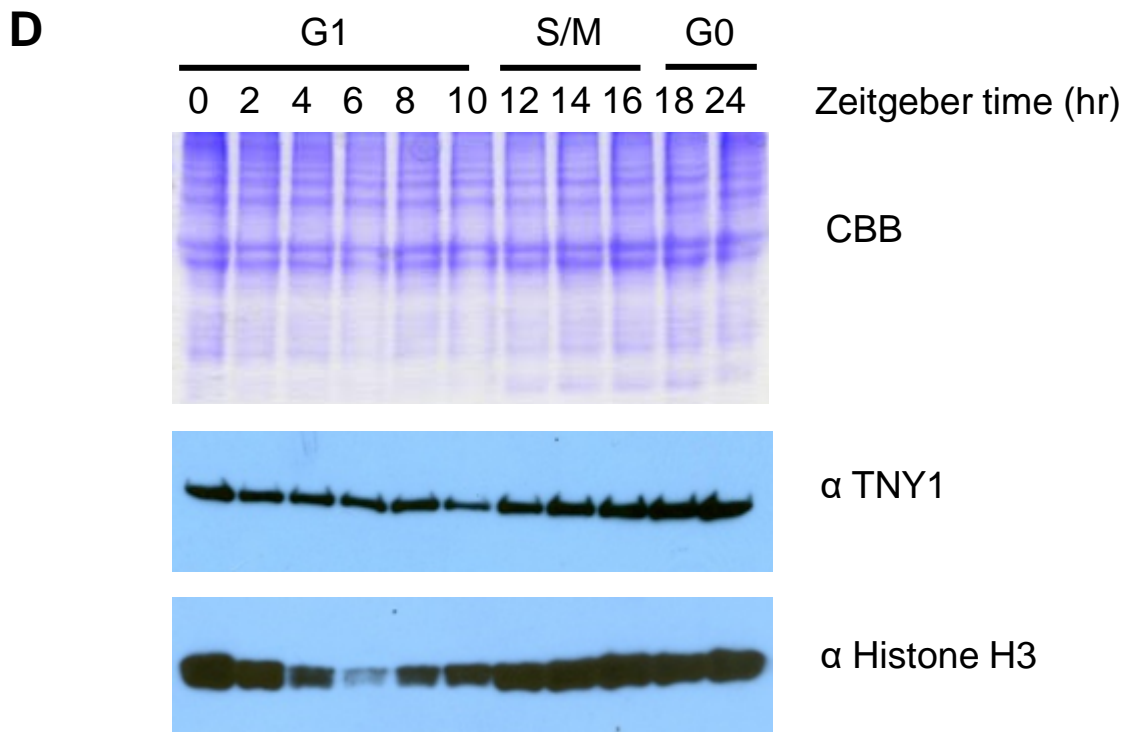 D
G1 S/M G0
0 2 4 6 8 10 12 14 16 18 24 Zeitgeber time (hr)
CBB
α TNY1
α Histone H3